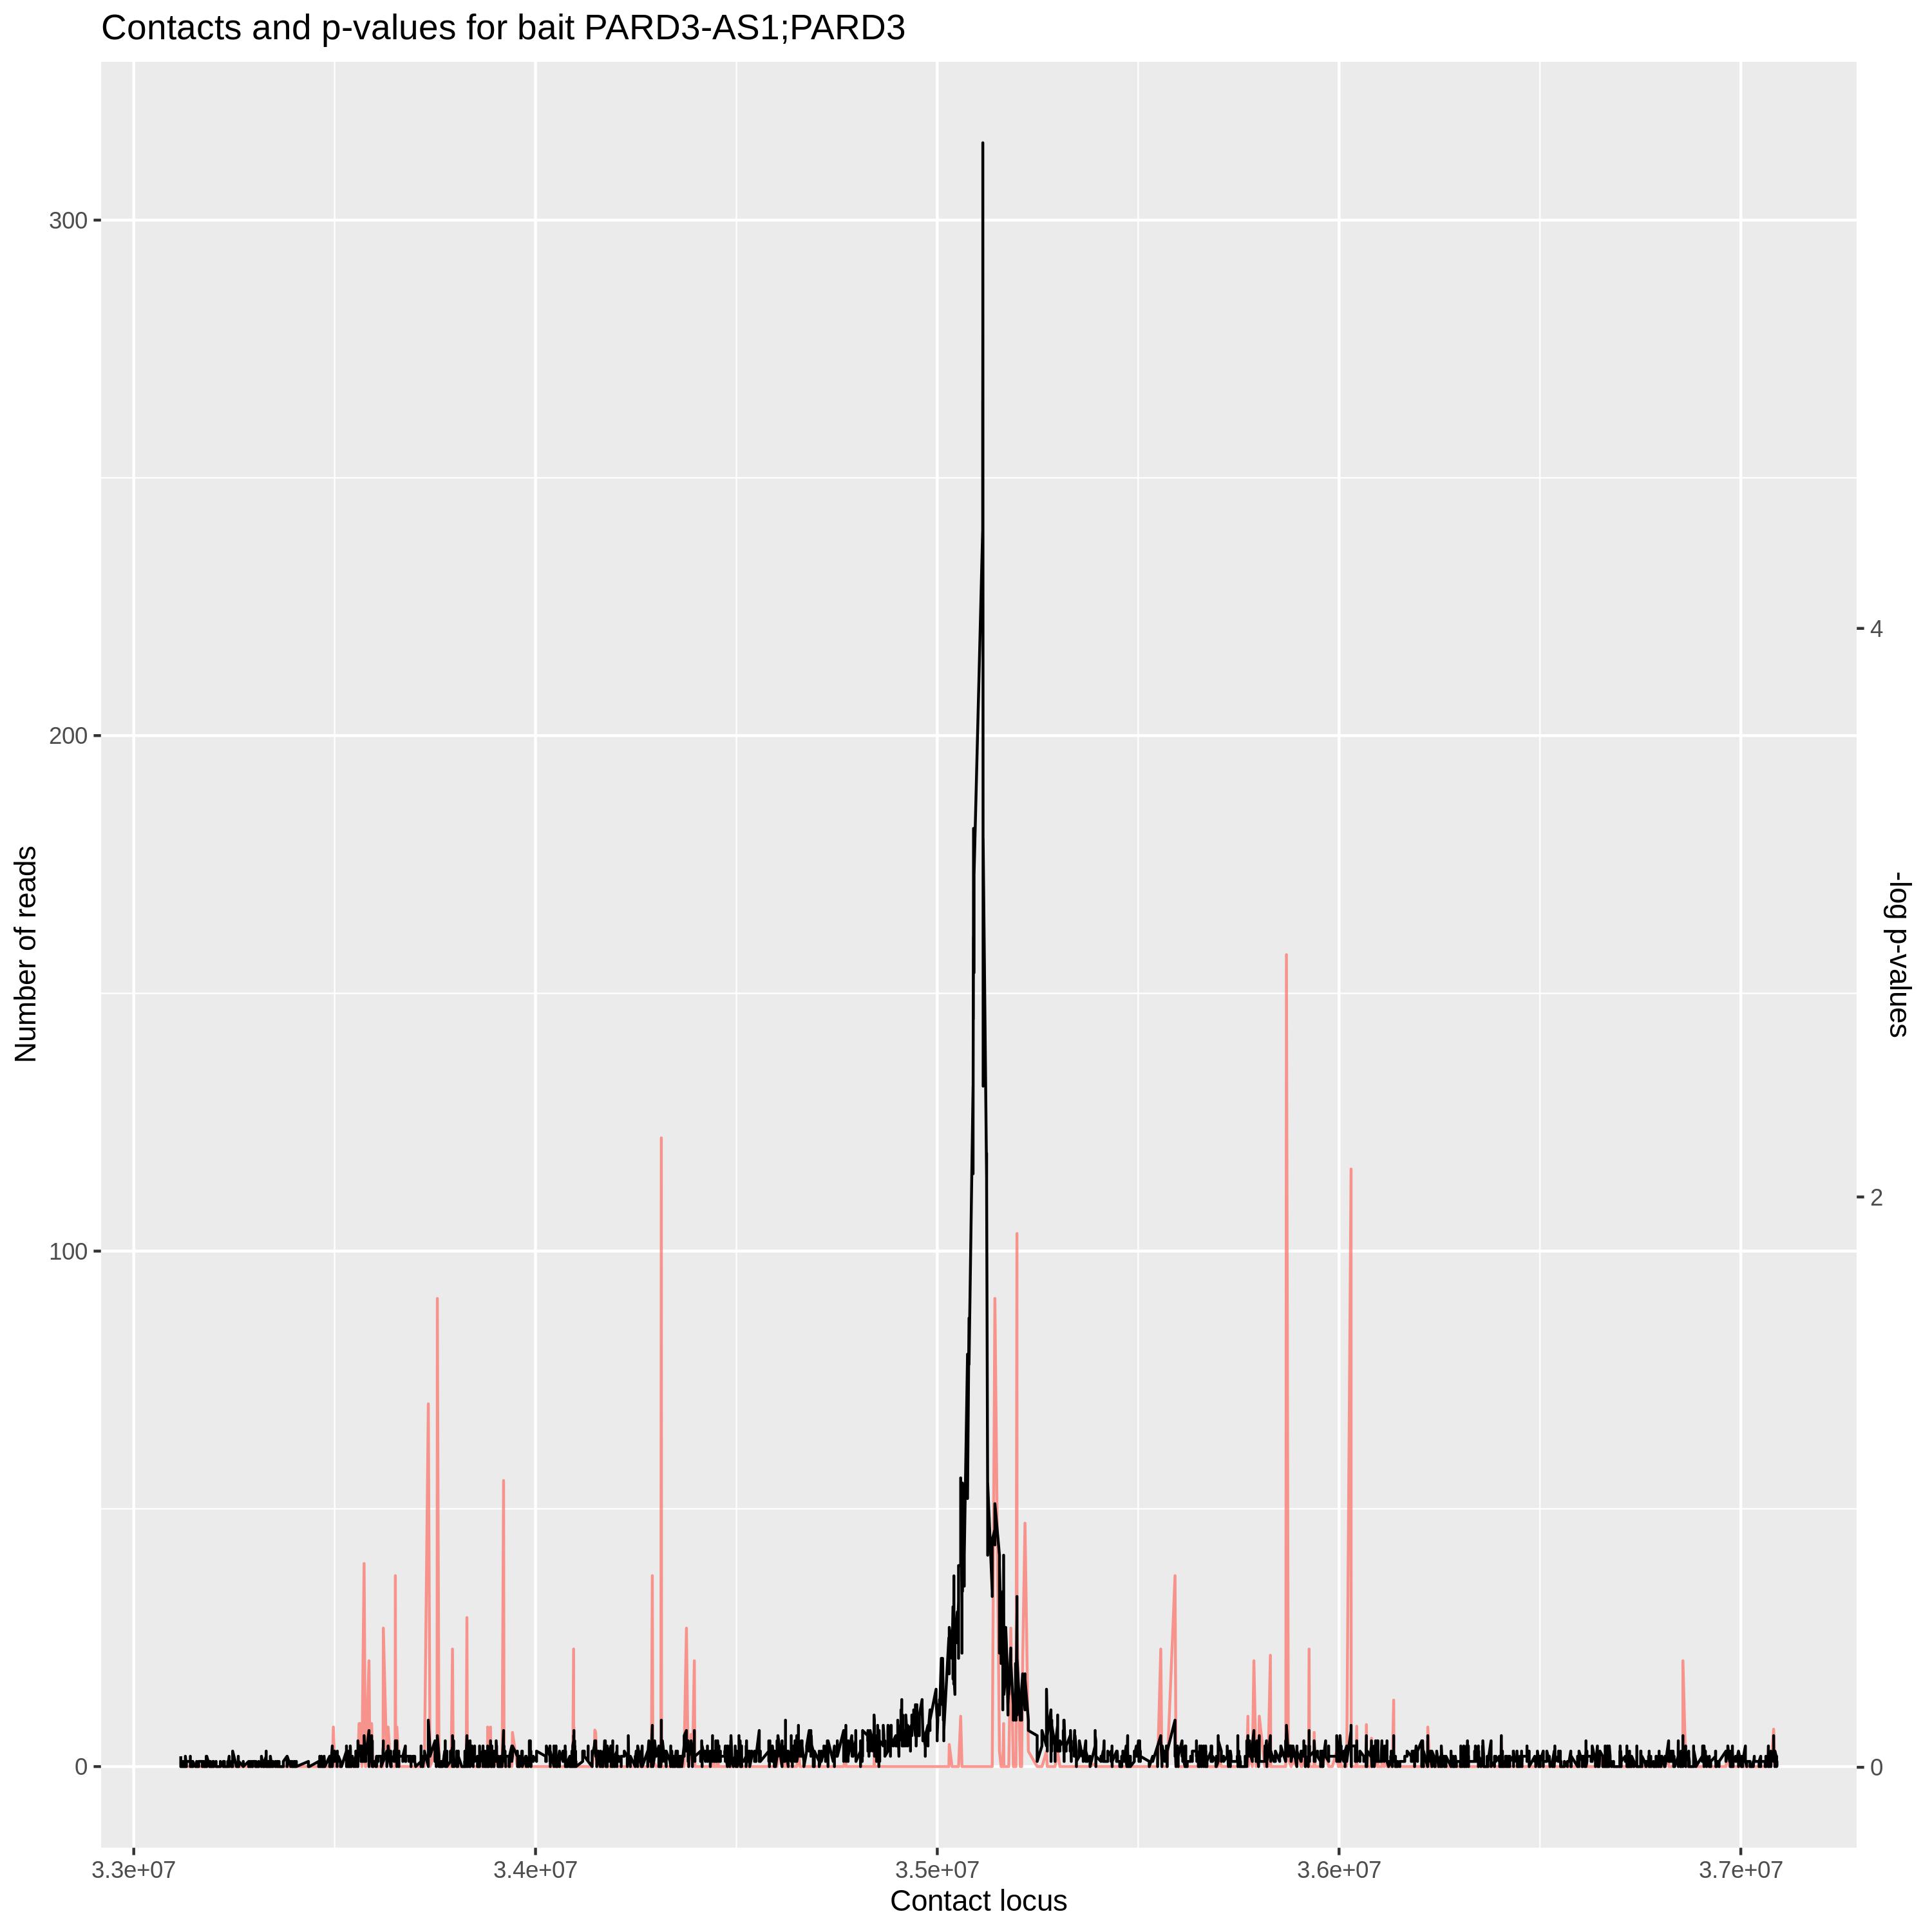 Contacts and p-values for bait PARD3-AS1;PARD3
300
200
100
0
Number of reads
4
2
0
-log p-values
3.3e+07
3.4e+07
3.5e+07
3.6e+07
3.7e+07
Contact locus